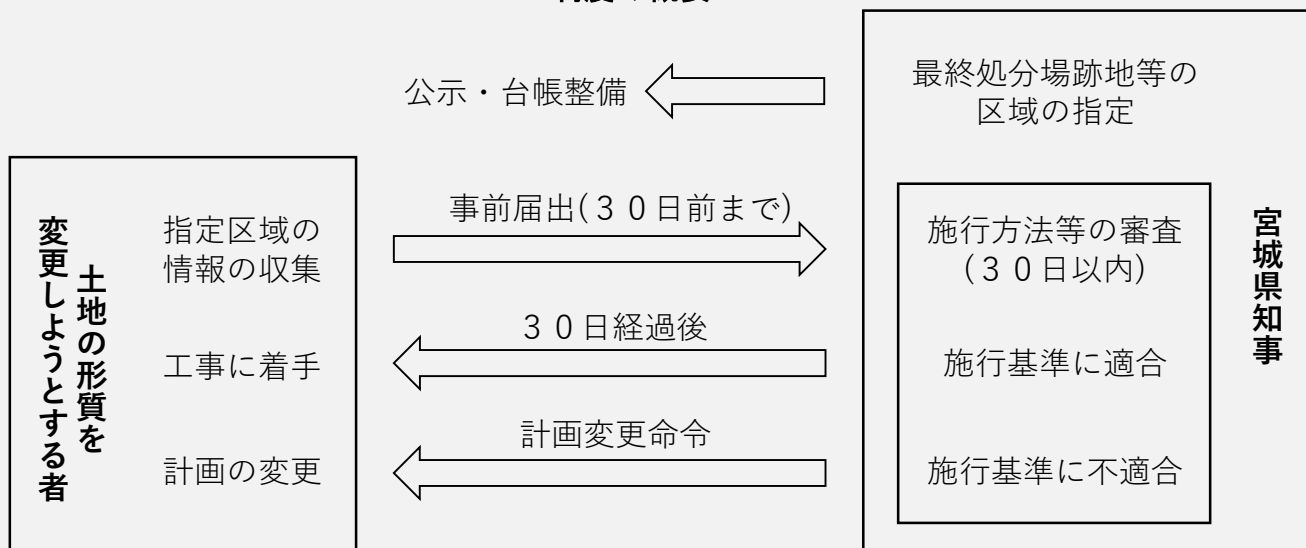 公示・台帳整備
最終処分場跡地等の
区域の指定
土地の形質を
変更しようとする者
指定区域の
情報の収集
事前届出(３０日前まで)
施行方法等の審査
(３０日以内)
宮城県知事
工事に着手
３０日経過後
施行基準に適合
計画の変更
計画変更命令
施行基準に不適合